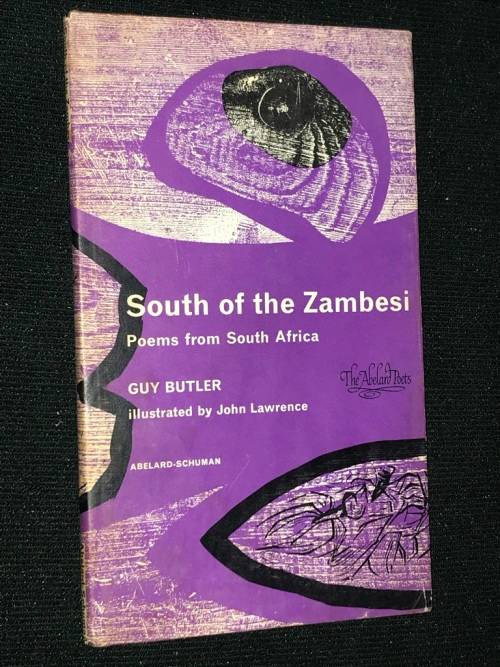 South of the Zambesi
Poems from South Africa
GUY BUTLER
The Abelard Poets
illustrated by John Lawrence
ABELARD-SCHUMAN